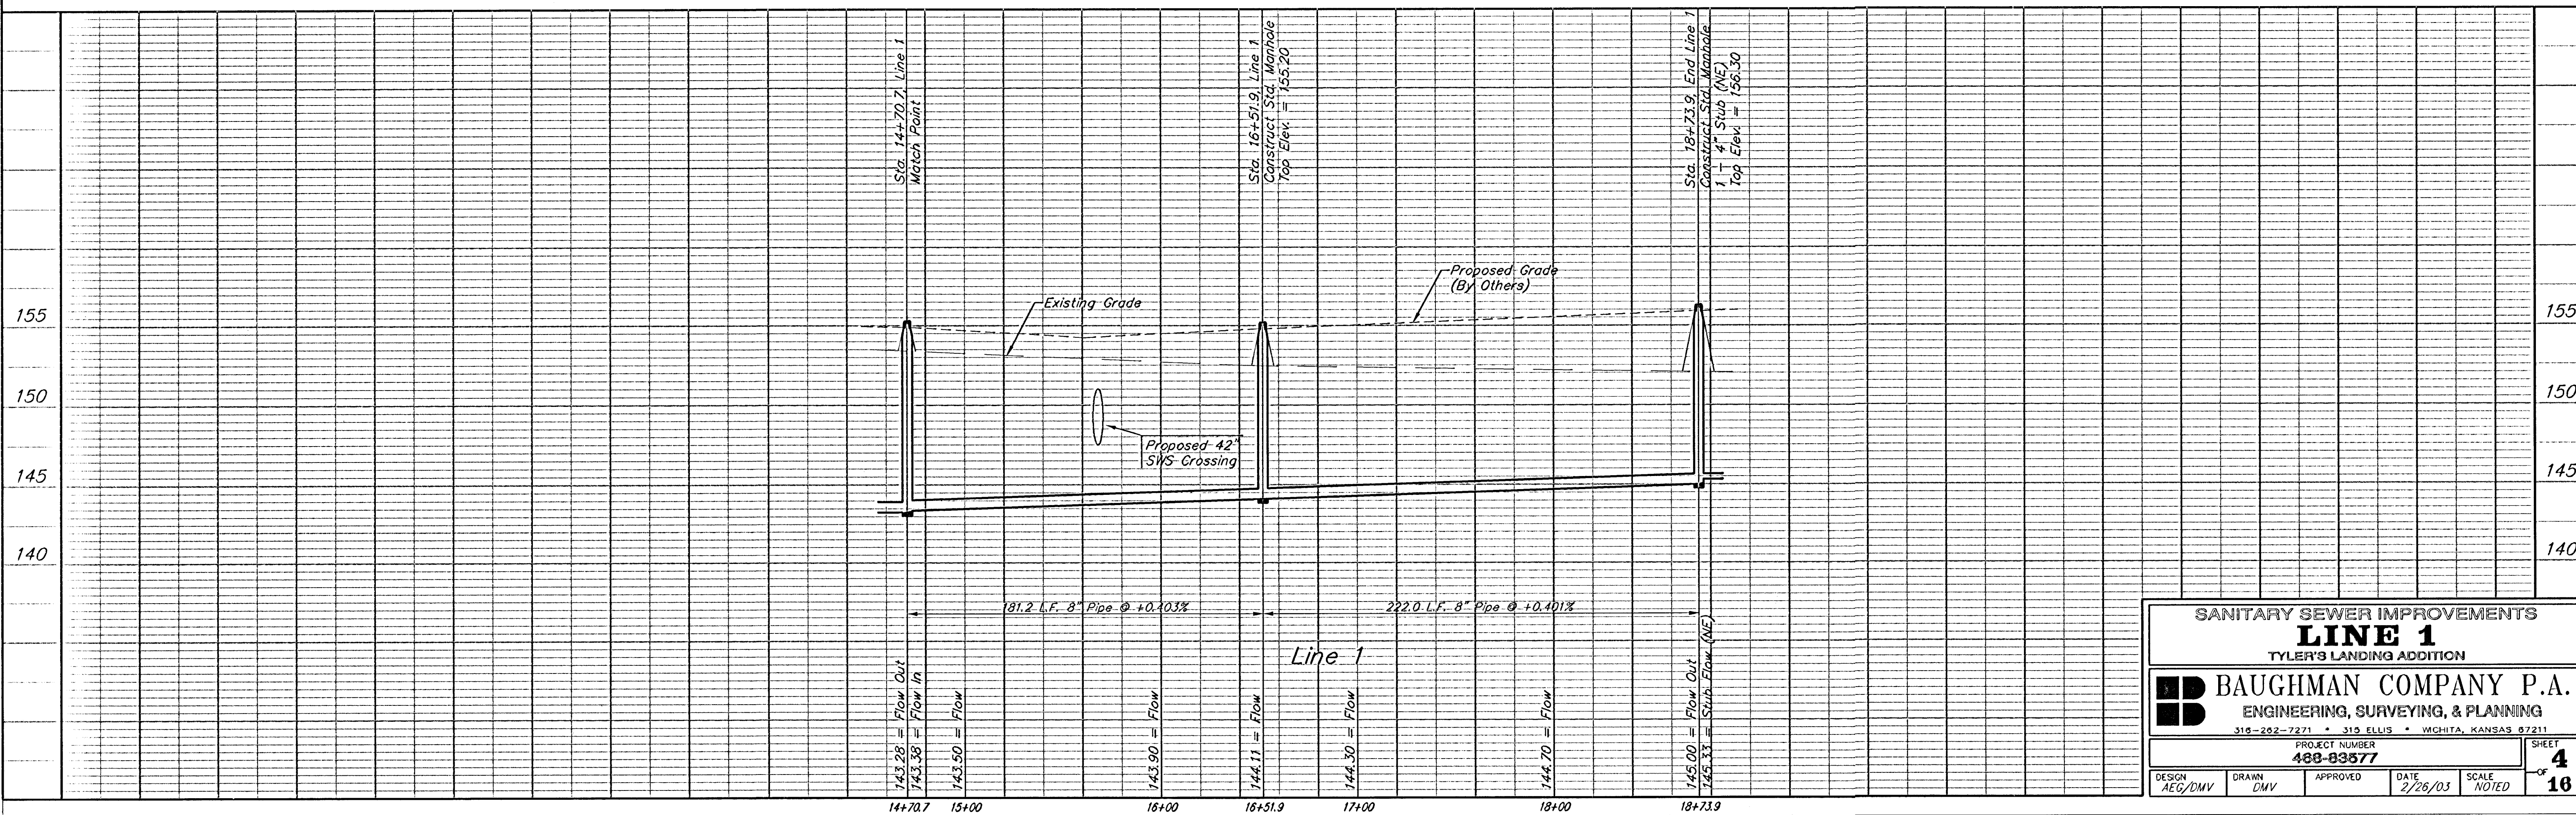 Sta. 14+70.7, Line 1
Match Point
Sta. 16+51.9, Line 1
Construct Std. Manhole
Top Elev. = 155.20
Sta. 18+73.9, End Line 1
Construct Std. Manhole
1 - 4" Stub (NE)
Top Elev. = 156.30
155
150
145
140
155
150
145
140
Existing Grade
Proposed Grade
(By Others)
Proposed 42"
SWS Crossing
181.2 L.F. 8" Pipe @ +0.403%
222.0 L.F. 8" Pipe @ +0.401%
Line 1
143.28 = Flow Out
143.38 = Flow In
143.50 = Flow
143.90 = Flow
144.11 = Flow
144.30 = Flow
144.70 = Flow
145.00 = Flow Out
145.33 = Stub Flow (NE)
14+70.7
15+00
16+00
16+51.9
17+00
18+00
18+73.9
SANITARY SEWER IMPROVEMENTS
LINE 1
TYLER'S LANDING ADDITION
BAUGHMAN COMPANY P.A.
ENGINEERING, SURVEYING, & PLANNING
316-262-7271 • 315 ELLIS • WICHITA, KANSAS 67211
PROJECT NUMBER
468-83577
SHEET
4
OF
16
DESIGN
AEG/DMV
DRAWN
DMV
APPROVED
DATE
2/26/03
SCALE
NOTED